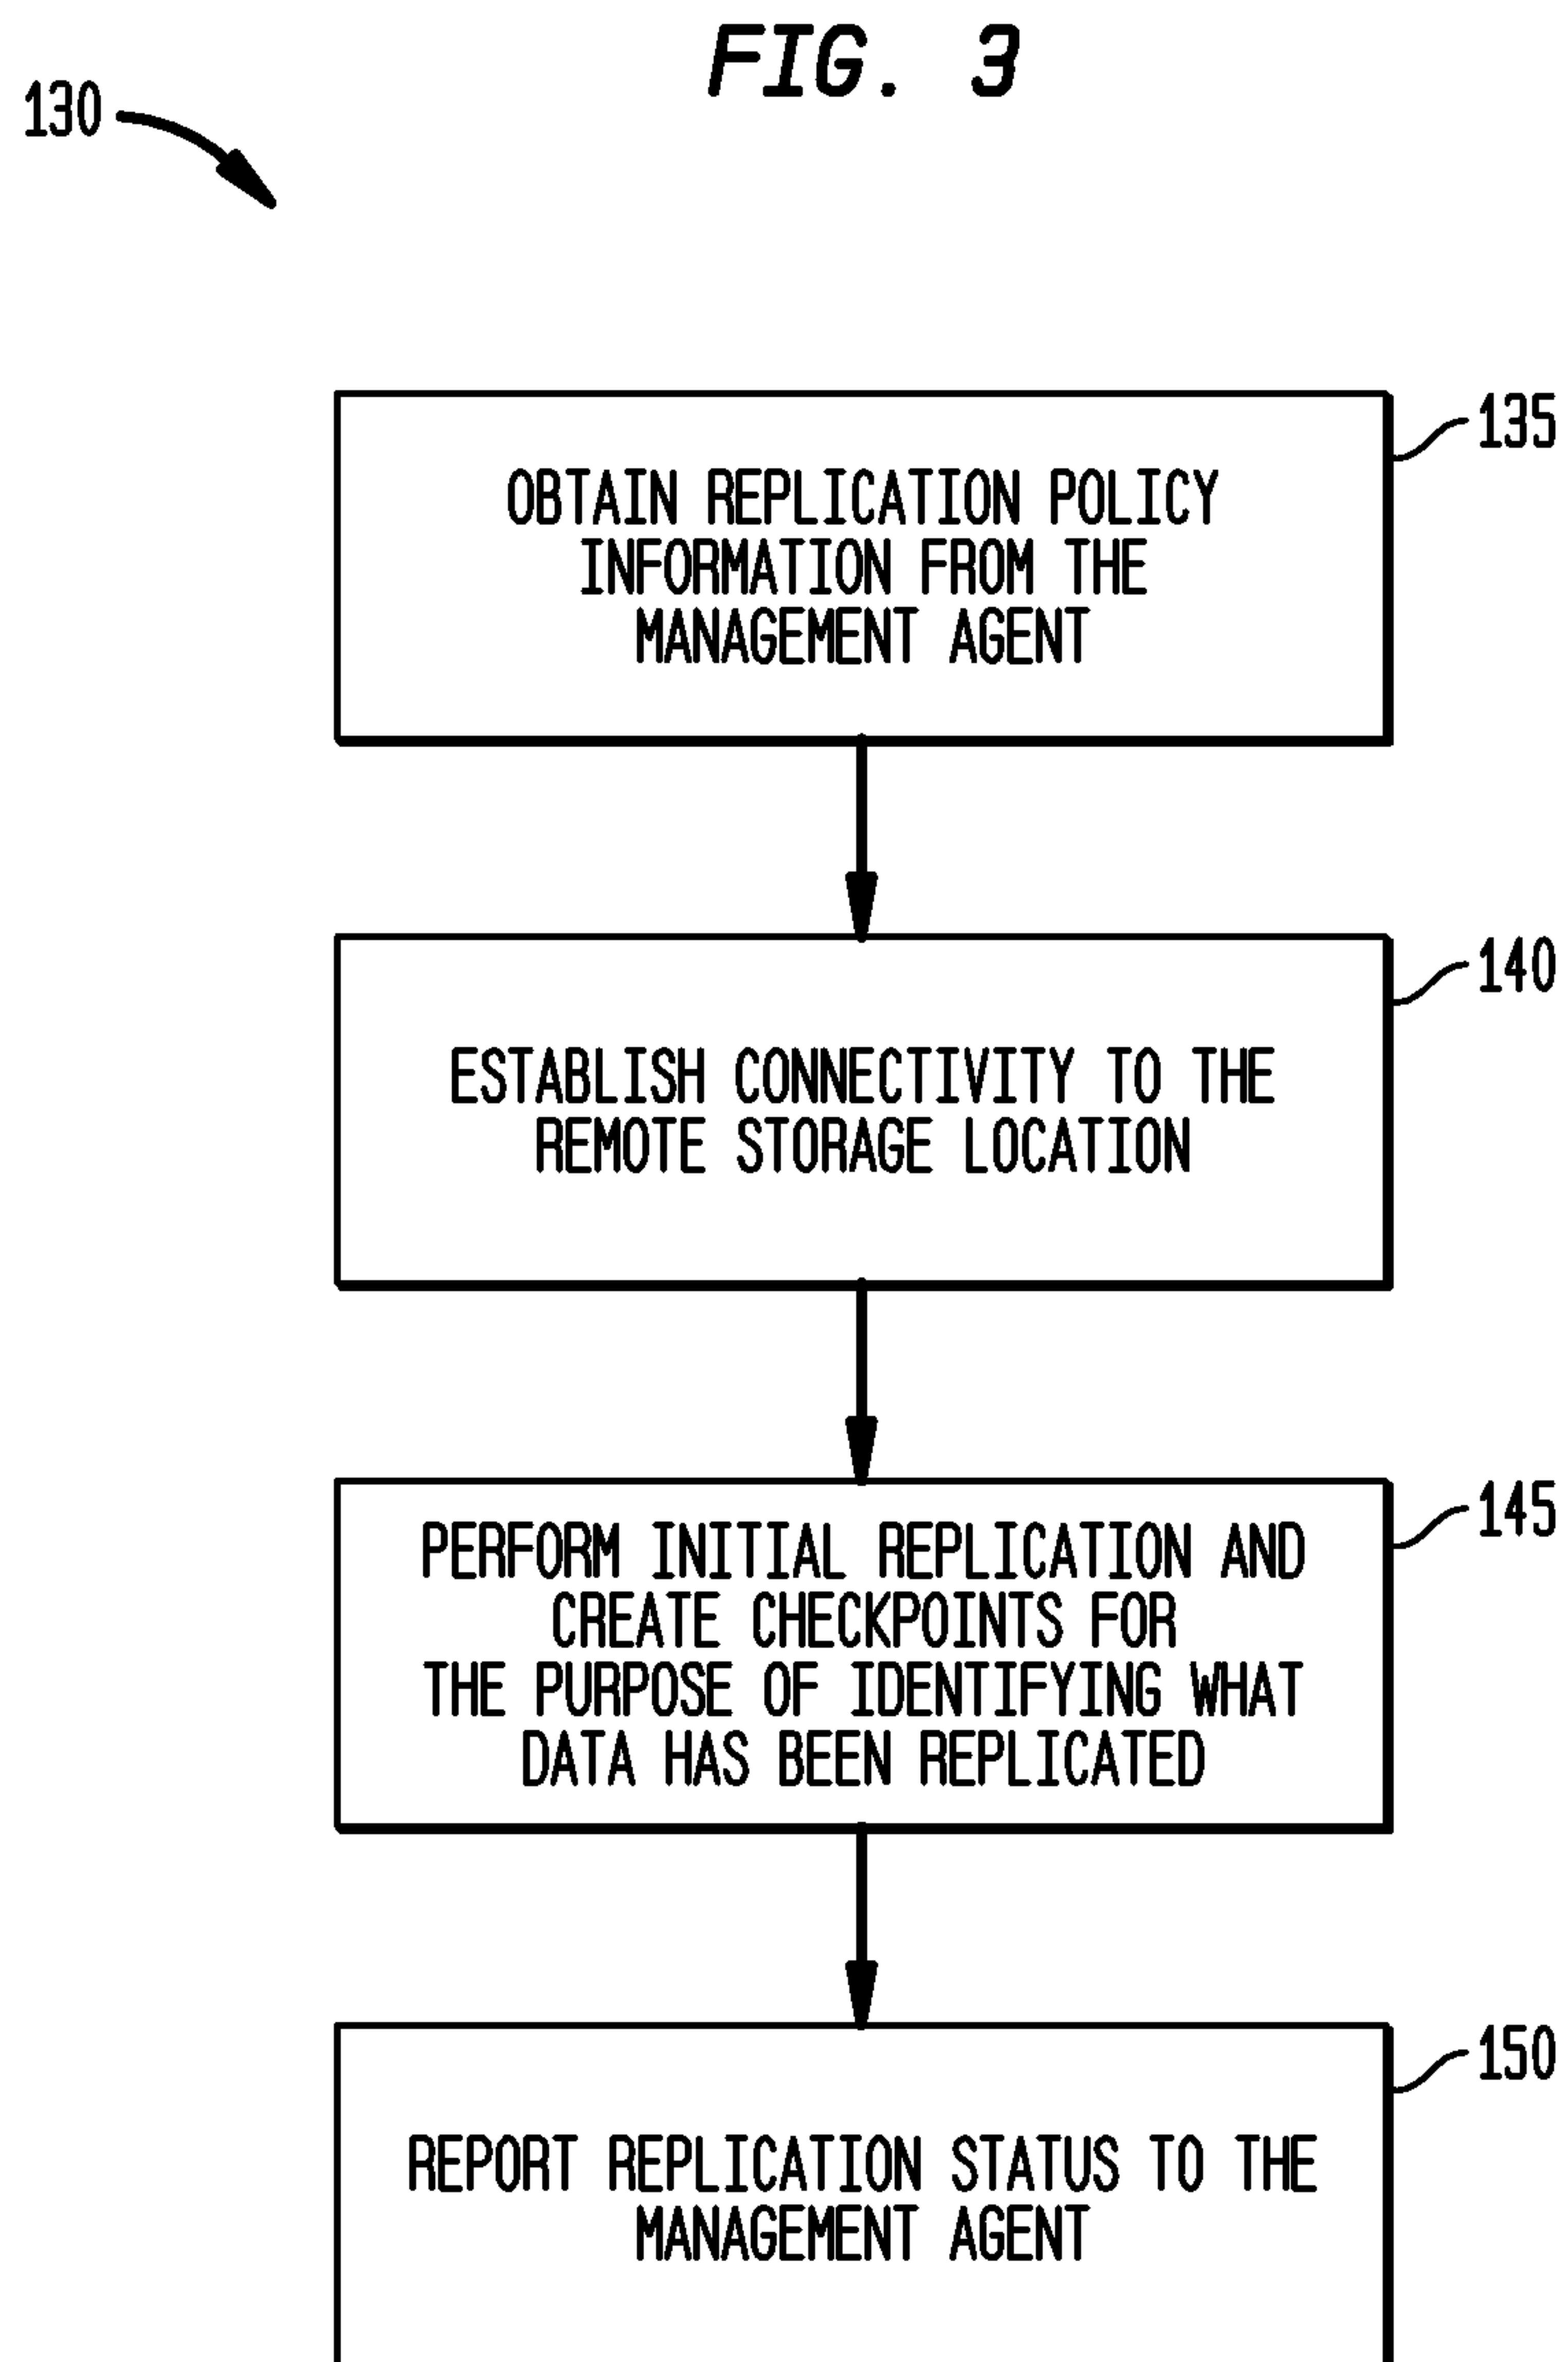 FIG. 3
130
135
OBTAIN REPLICATION POLICY
INFORMATION FROM THE
MANAGEMENT AGENT
140
ESTABLISH CONNECTIVITY TO THE
REMOTE STORAGE LOCATION
145
PERFORM INITIAL REPLICATION AND
CREATE CHECKPOINTS FOR
THE PURPOSE OF IDENTIFYING WHAT
DATA HAS BEEN REPLICATED
150
REPORT REPLICATION STATUS TO THE
MANAGEMENT AGENT